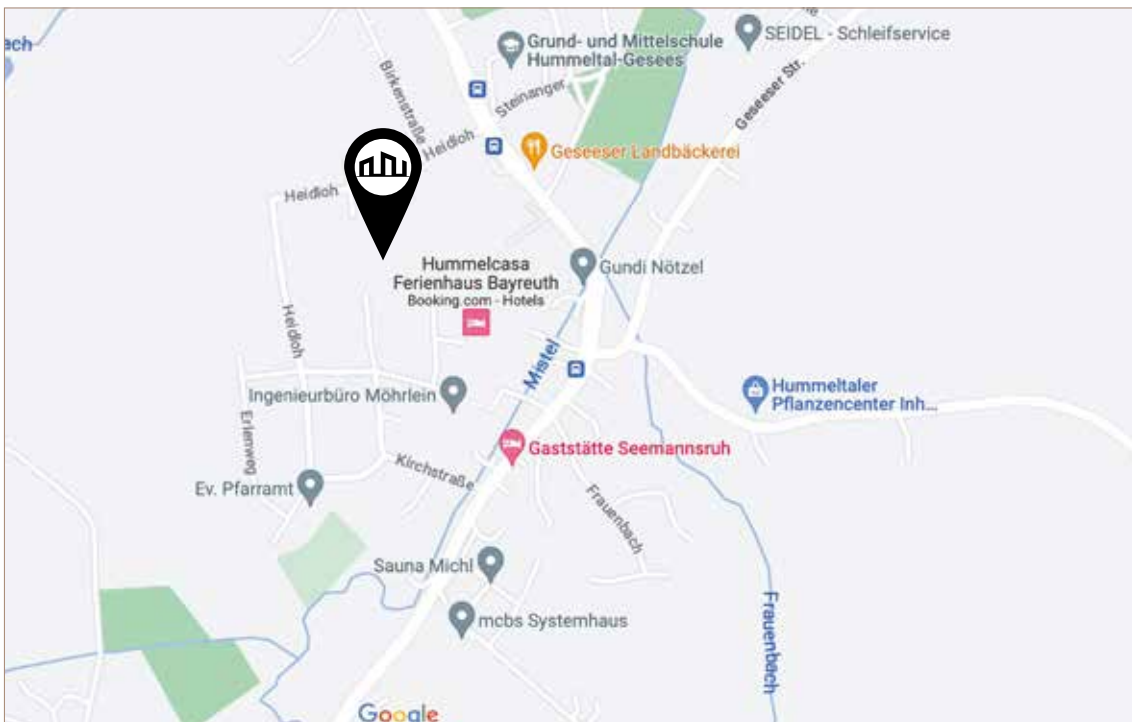 ach
Grund- und Mittelschule
Hummeltal-Gesees
SEIDEL - Schleifservice
Birkenstraße
Steinanger
Geseeser Str.
Heidloh
Geseeser Landbäckerei
Heidloh
Hummelcasa
Ferienhaus Bayreuth
Booking.com - Hotels
Gundi Nötzel
Heidloh
Mistel
Ingenieurbüro Möhrlein
Hummeltaler
Pflanzencenter Inh...
Erlenweg
Kirchstraße
Gaststätte Seemannsruh
Ev. Pfarramt
Frauenbach
Sauna Michl
mcbs Systemhaus
Frauenbach
Google